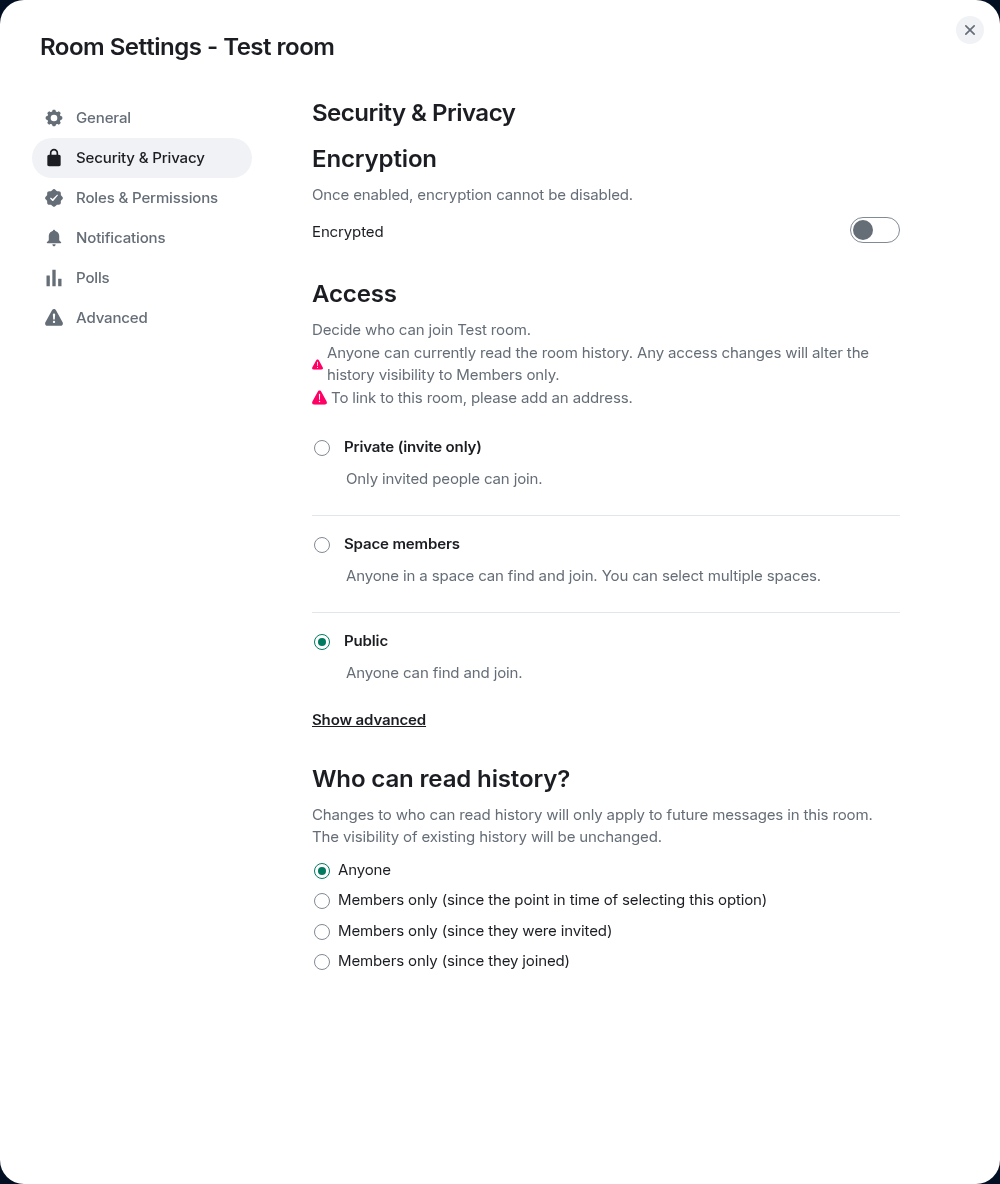 Room Settings - Test room
General
Security & Privacy
Roles & Permissions
Notifications
Polls
Advanced
Security & Privacy
Encryption
Once enabled, encryption cannot be disabled.
Encrypted
Access
Decide who can join Test room.
Anyone can currently read the room history. Any access changes will alter the
history visibility to Members only.
To link to this room, please add an address.
Private (invite only)
Only invited people can join.
Space members
Anyone in a space can find and join. You can select multiple spaces.
Public
Anyone can find and join.
Show advanced
Who can read history?
Changes to who can read history will only apply to future messages in this room.
The visibility of existing history will be unchanged.
Anyone
Members only (since the point in time of selecting this option)
Members only (since they were invited)
Members only (since they joined)